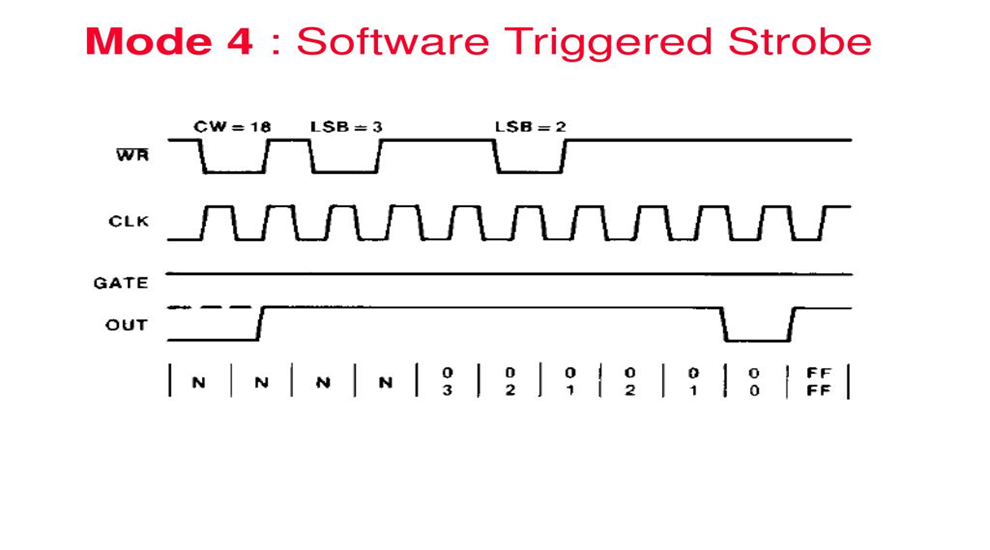 Mode 4 : Software Triggered Strobe
CW = 18 LSB = 3 LSB = 2
WR
CLK
GATE
OUT
N N N N 0 0 0 0 0 0 FF
3 2 1 2 1 0 FF